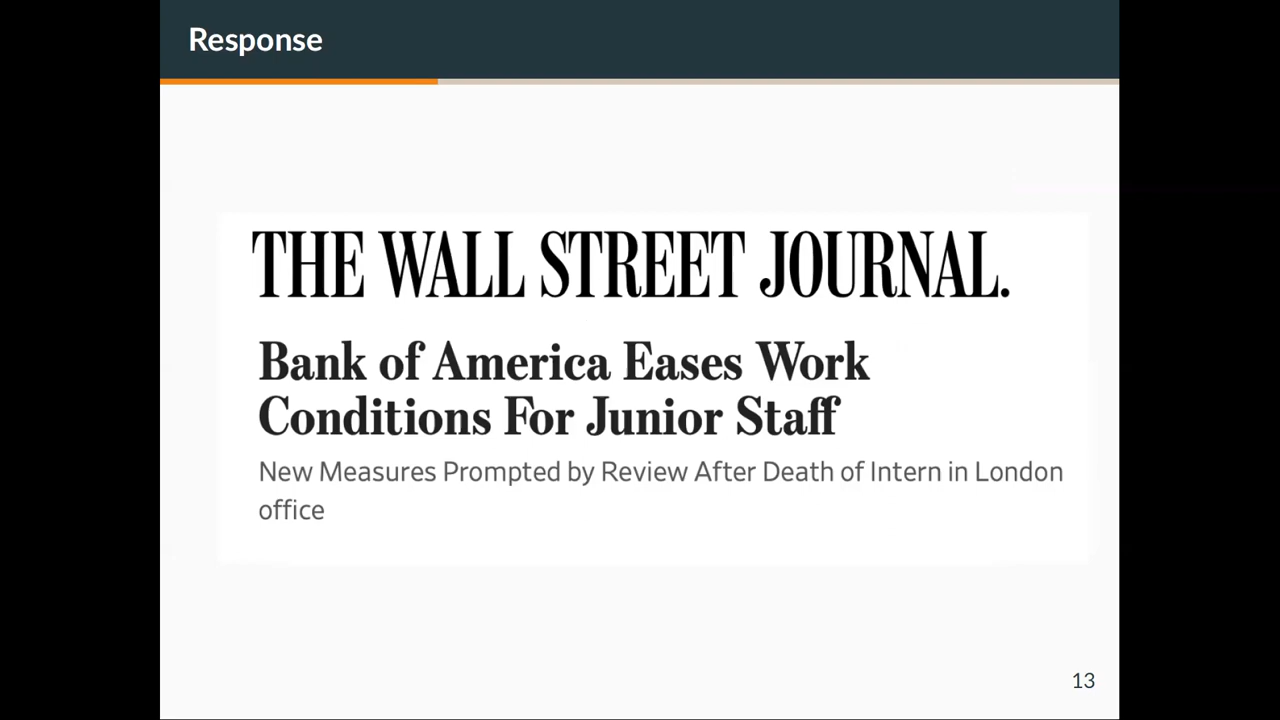 Response
THE WALL STREET JOURNAL.
Bank of America Eases Work
Conditions For Junior Staff
New Measures Prompted by Review After Death of Intern in London
office
13